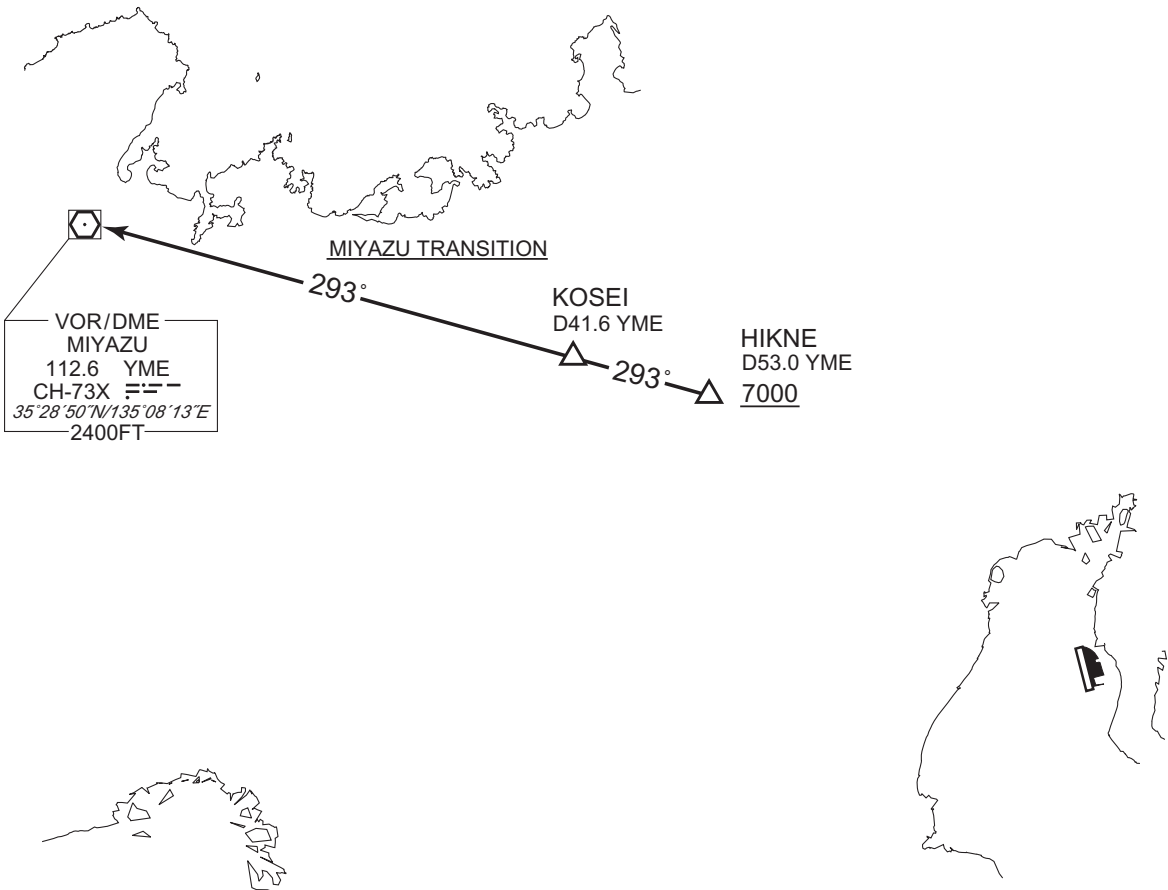 MIYAZU TRANSITION
293°
KOSEI
D41.6 YME
293°
HIKNE
D53.0 YME
7000
VOR/DME
MIYAZU
112.6 YME
CH-73X
35°28´50˝N/135°08´13˝E
2400FT